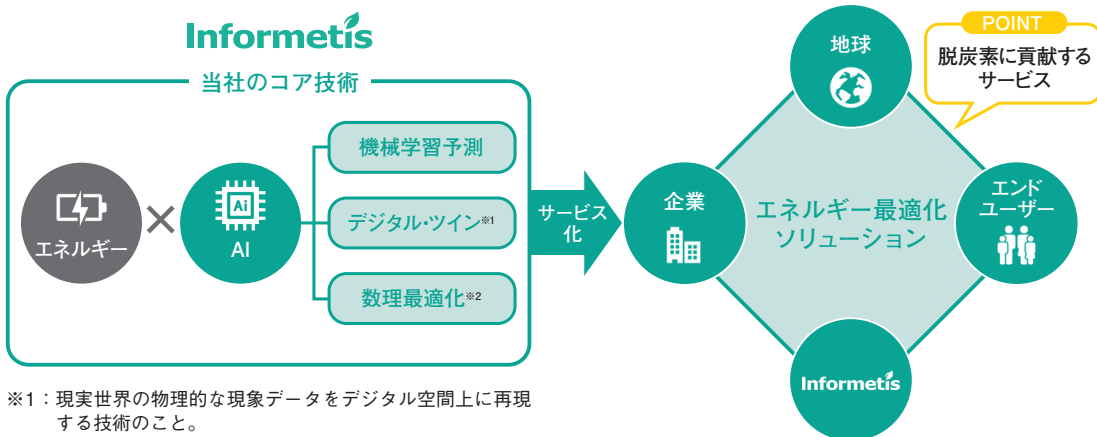 Informetis
当社のコア技術
エネルギー
×
Ai
AI
機械学習予測
デジタル・ツイン※1
数理最適化※2
サービス
化
地球
企業
エネルギー最適化
ソリューション
エンド
ユーザー
Informetis
POINT
脱炭素に貢献する
サービス
※1：現実世界の物理的な現象データをデジタル空間上に再現
する技術のこと。